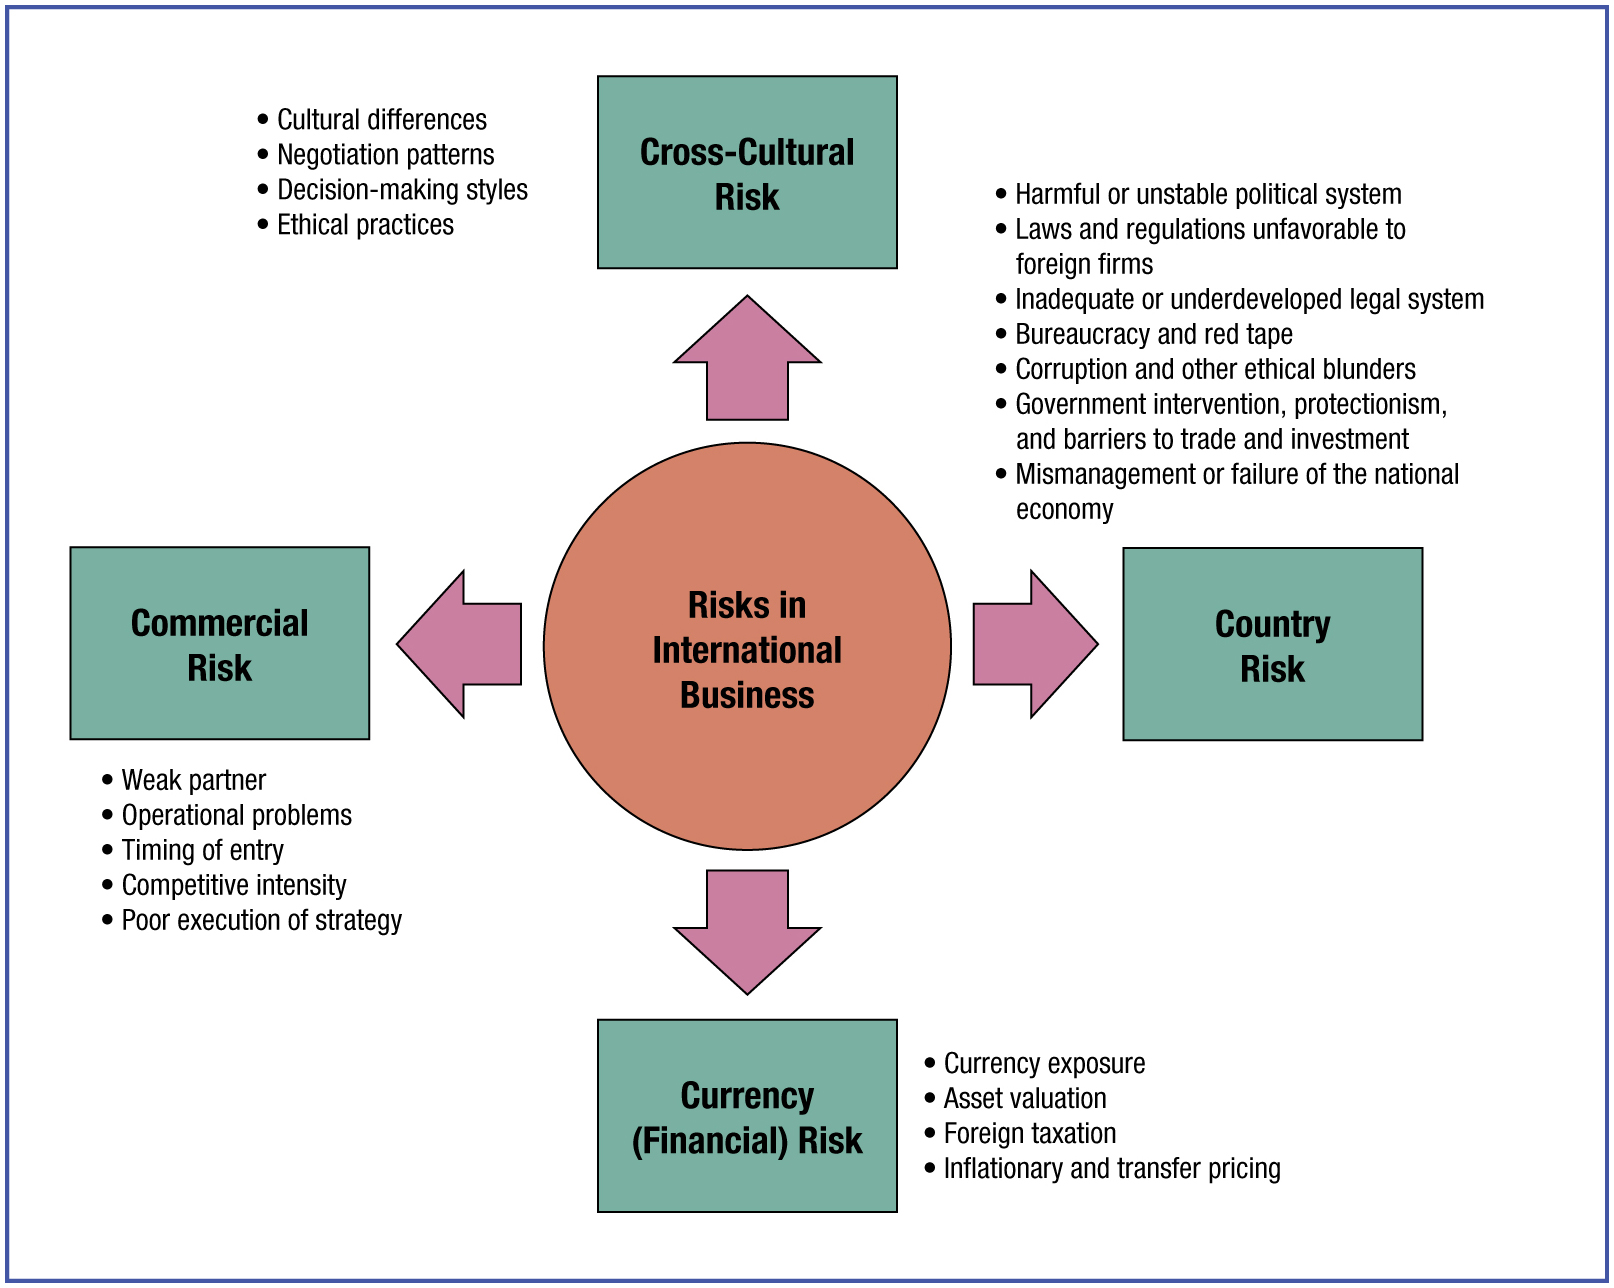 • Cultural differences
• Negotiation patterns
• Decision-making styles
• Ethical practices
Cross-Cultural
Risk
• Harmful or unstable political system
• Laws and regulations unfavorable to
foreign firms
• Inadequate or underdeveloped legal system
• Bureaucracy and red tape
• Corruption and other ethical blunders
• Government intervention, protectionism,
and barriers to trade and investment
• Mismanagement or failure of the national
economy
Commercial
Risk
Risks in
International
Business
Country
Risk
• Weak partner
• Operational problems
• Timing of entry
• Competitive intensity
• Poor execution of strategy
Currency
(Financial) Risk
• Currency exposure
• Asset valuation
• Foreign taxation
• Inflationary and transfer pricing